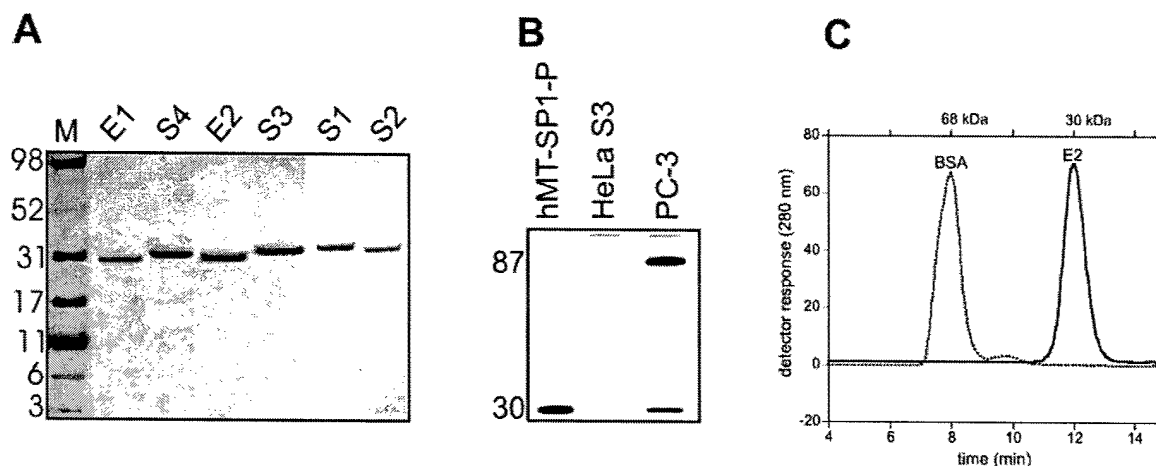 A
M E1 S4 E2 S3 S1 S2
98
52
31
17
11
6
3
B
hMT-SP1-P
HeLa S3
PC-3
87
30
C
68 kDa 30 kDa
80
60
40
20
0
-20
detector response (280 nm)
BSA
E2
4 6 8 10 12 14
time (min)